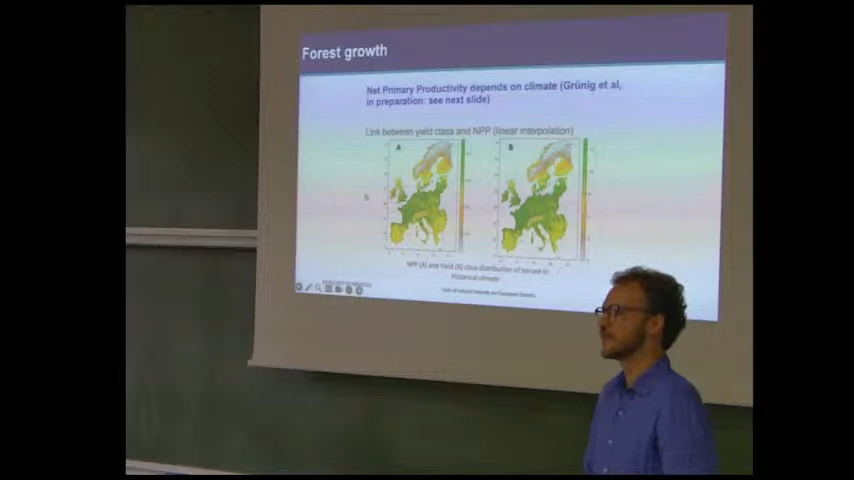 Forest growth
Net Primary Productivity depends on climate (Grünig et al,
in preparation: see next slide)
Link between yield class and NPP (linear interpolation)
A B
NPP (A) and Yield (B) class distribution of spruce in
Historical climate